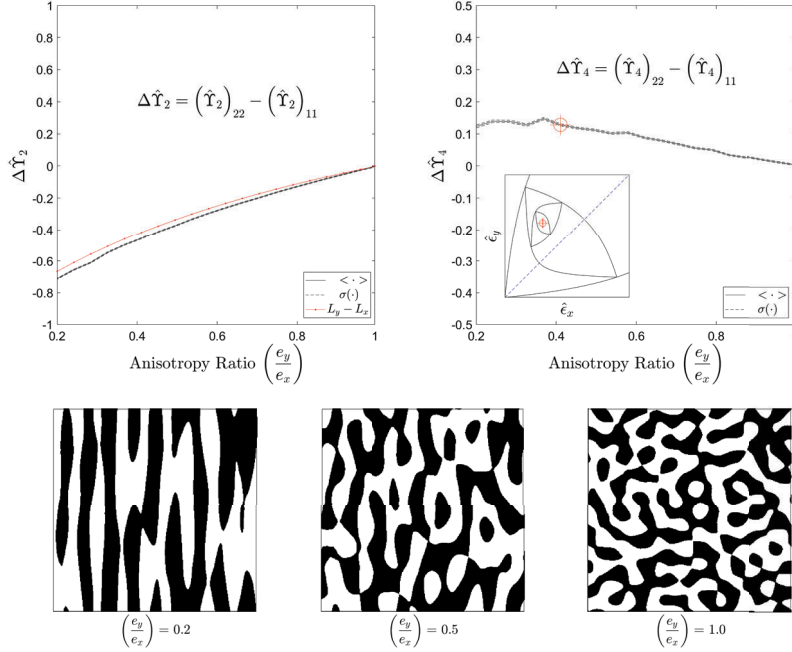 1
0.8
0.6
0.4
0.2
0
-0.2
-0.4
-0.6
-0.8
-1
ΔΥ̂₂
ΔΥ̂₂ = (Υ̂₂)₂₂ − (Υ̂₂)₁₁
< · >
σ(·)
L_y − L_x
0.2 0.4 0.6 0.8 1
Anisotropy Ratio (e_y/e_x)
0.5
0.4
0.3
0.2
0.1
0
-0.1
-0.2
-0.3
-0.4
-0.5
ΔΥ̂₄
ΔΥ̂₄ = (Υ̂₄)₂₂ − (Υ̂₄)₁₁
ε̂_y
ε̂_x
< · >
σ(·)
0.2 0.4 0.6 0.8
Anisotropy Ratio (e_y/e_x)
(e_y/e_x) = 0.2
(e_y/e_x) = 0.5
(e_y/e_x) = 1.0